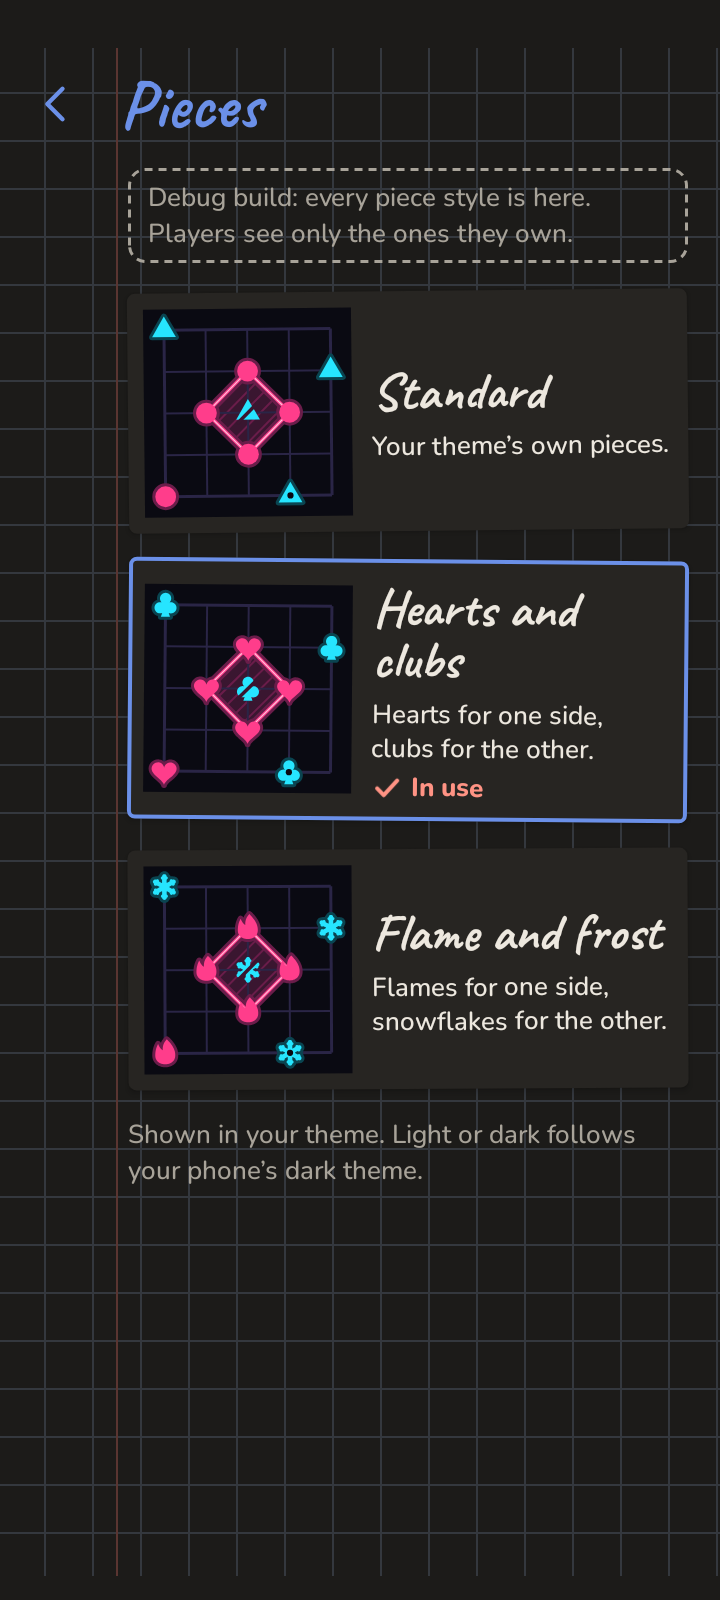 Pieces
Debug build: every piece style is here.
Players see only the ones they own.
Standard
Your theme’s own pieces.
Hearts and
clubs
Hearts for one side,
clubs for the other.
In use
Flame and frost
Flames for one side,
snowflakes for the other.
Shown in your theme. Light or dark follows
your phone’s dark theme.